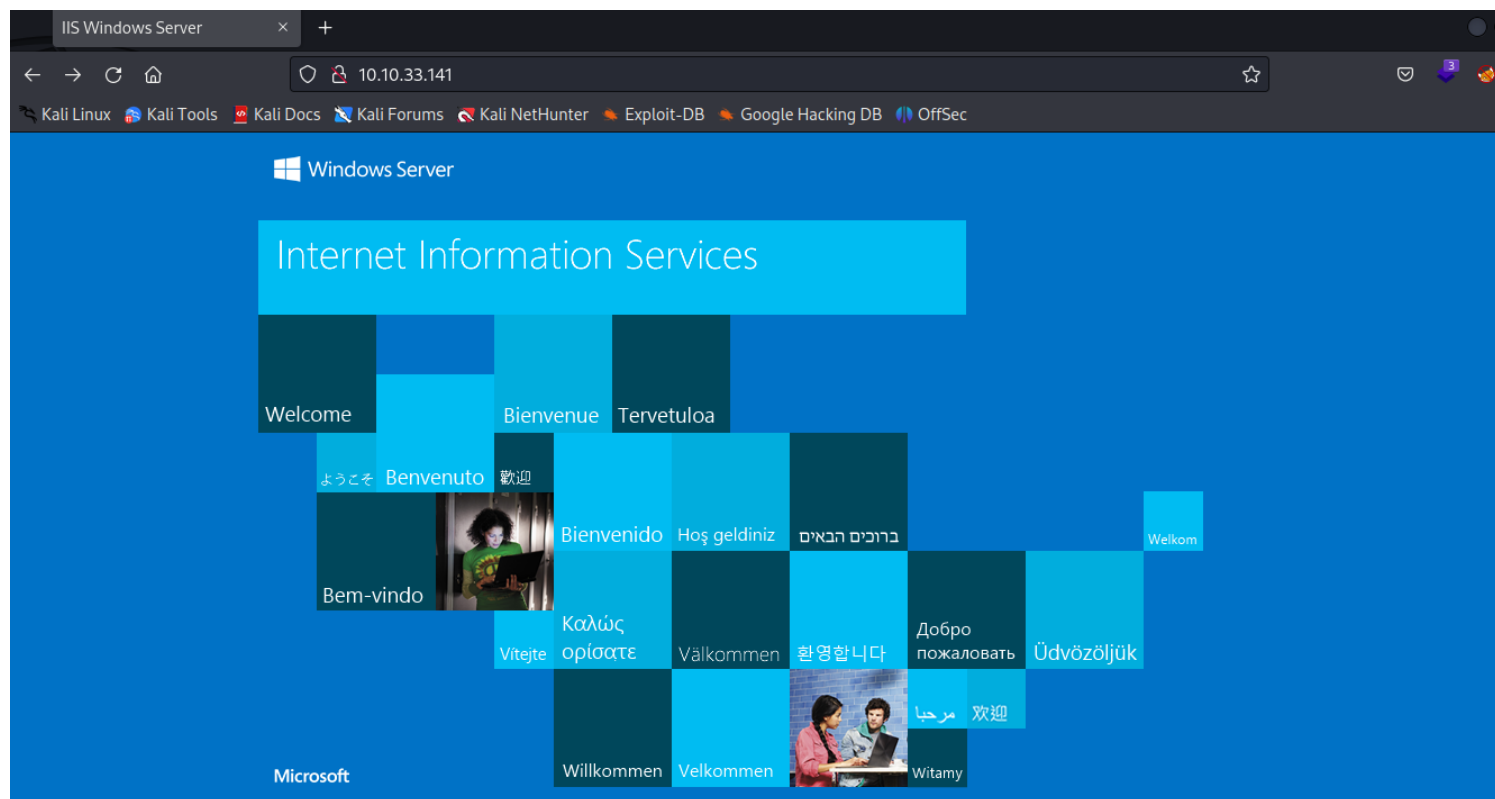 IIS Windows Server
10.10.33.141
3
Kali Linux Kali Tools Kali Docs Kali Forums Kali NetHunter Exploit-DB Google Hacking DB OffSec
Windows Server
Internet Information Services
Welcome
Bienvenue
Tervetuloa
ようこそ
Benvenuto
歡迎
Bienvenido
Hoş geldiniz
ברוכים הבאים
Welkom
Bem-vindo
Vítejte
Καλώς
ορίσατε
Välkommen
환영합니다
Добро
пожаловать
Üdvözöljük
مرحبا
欢迎
Willkommen
Velkommen
Witamy
Microsoft